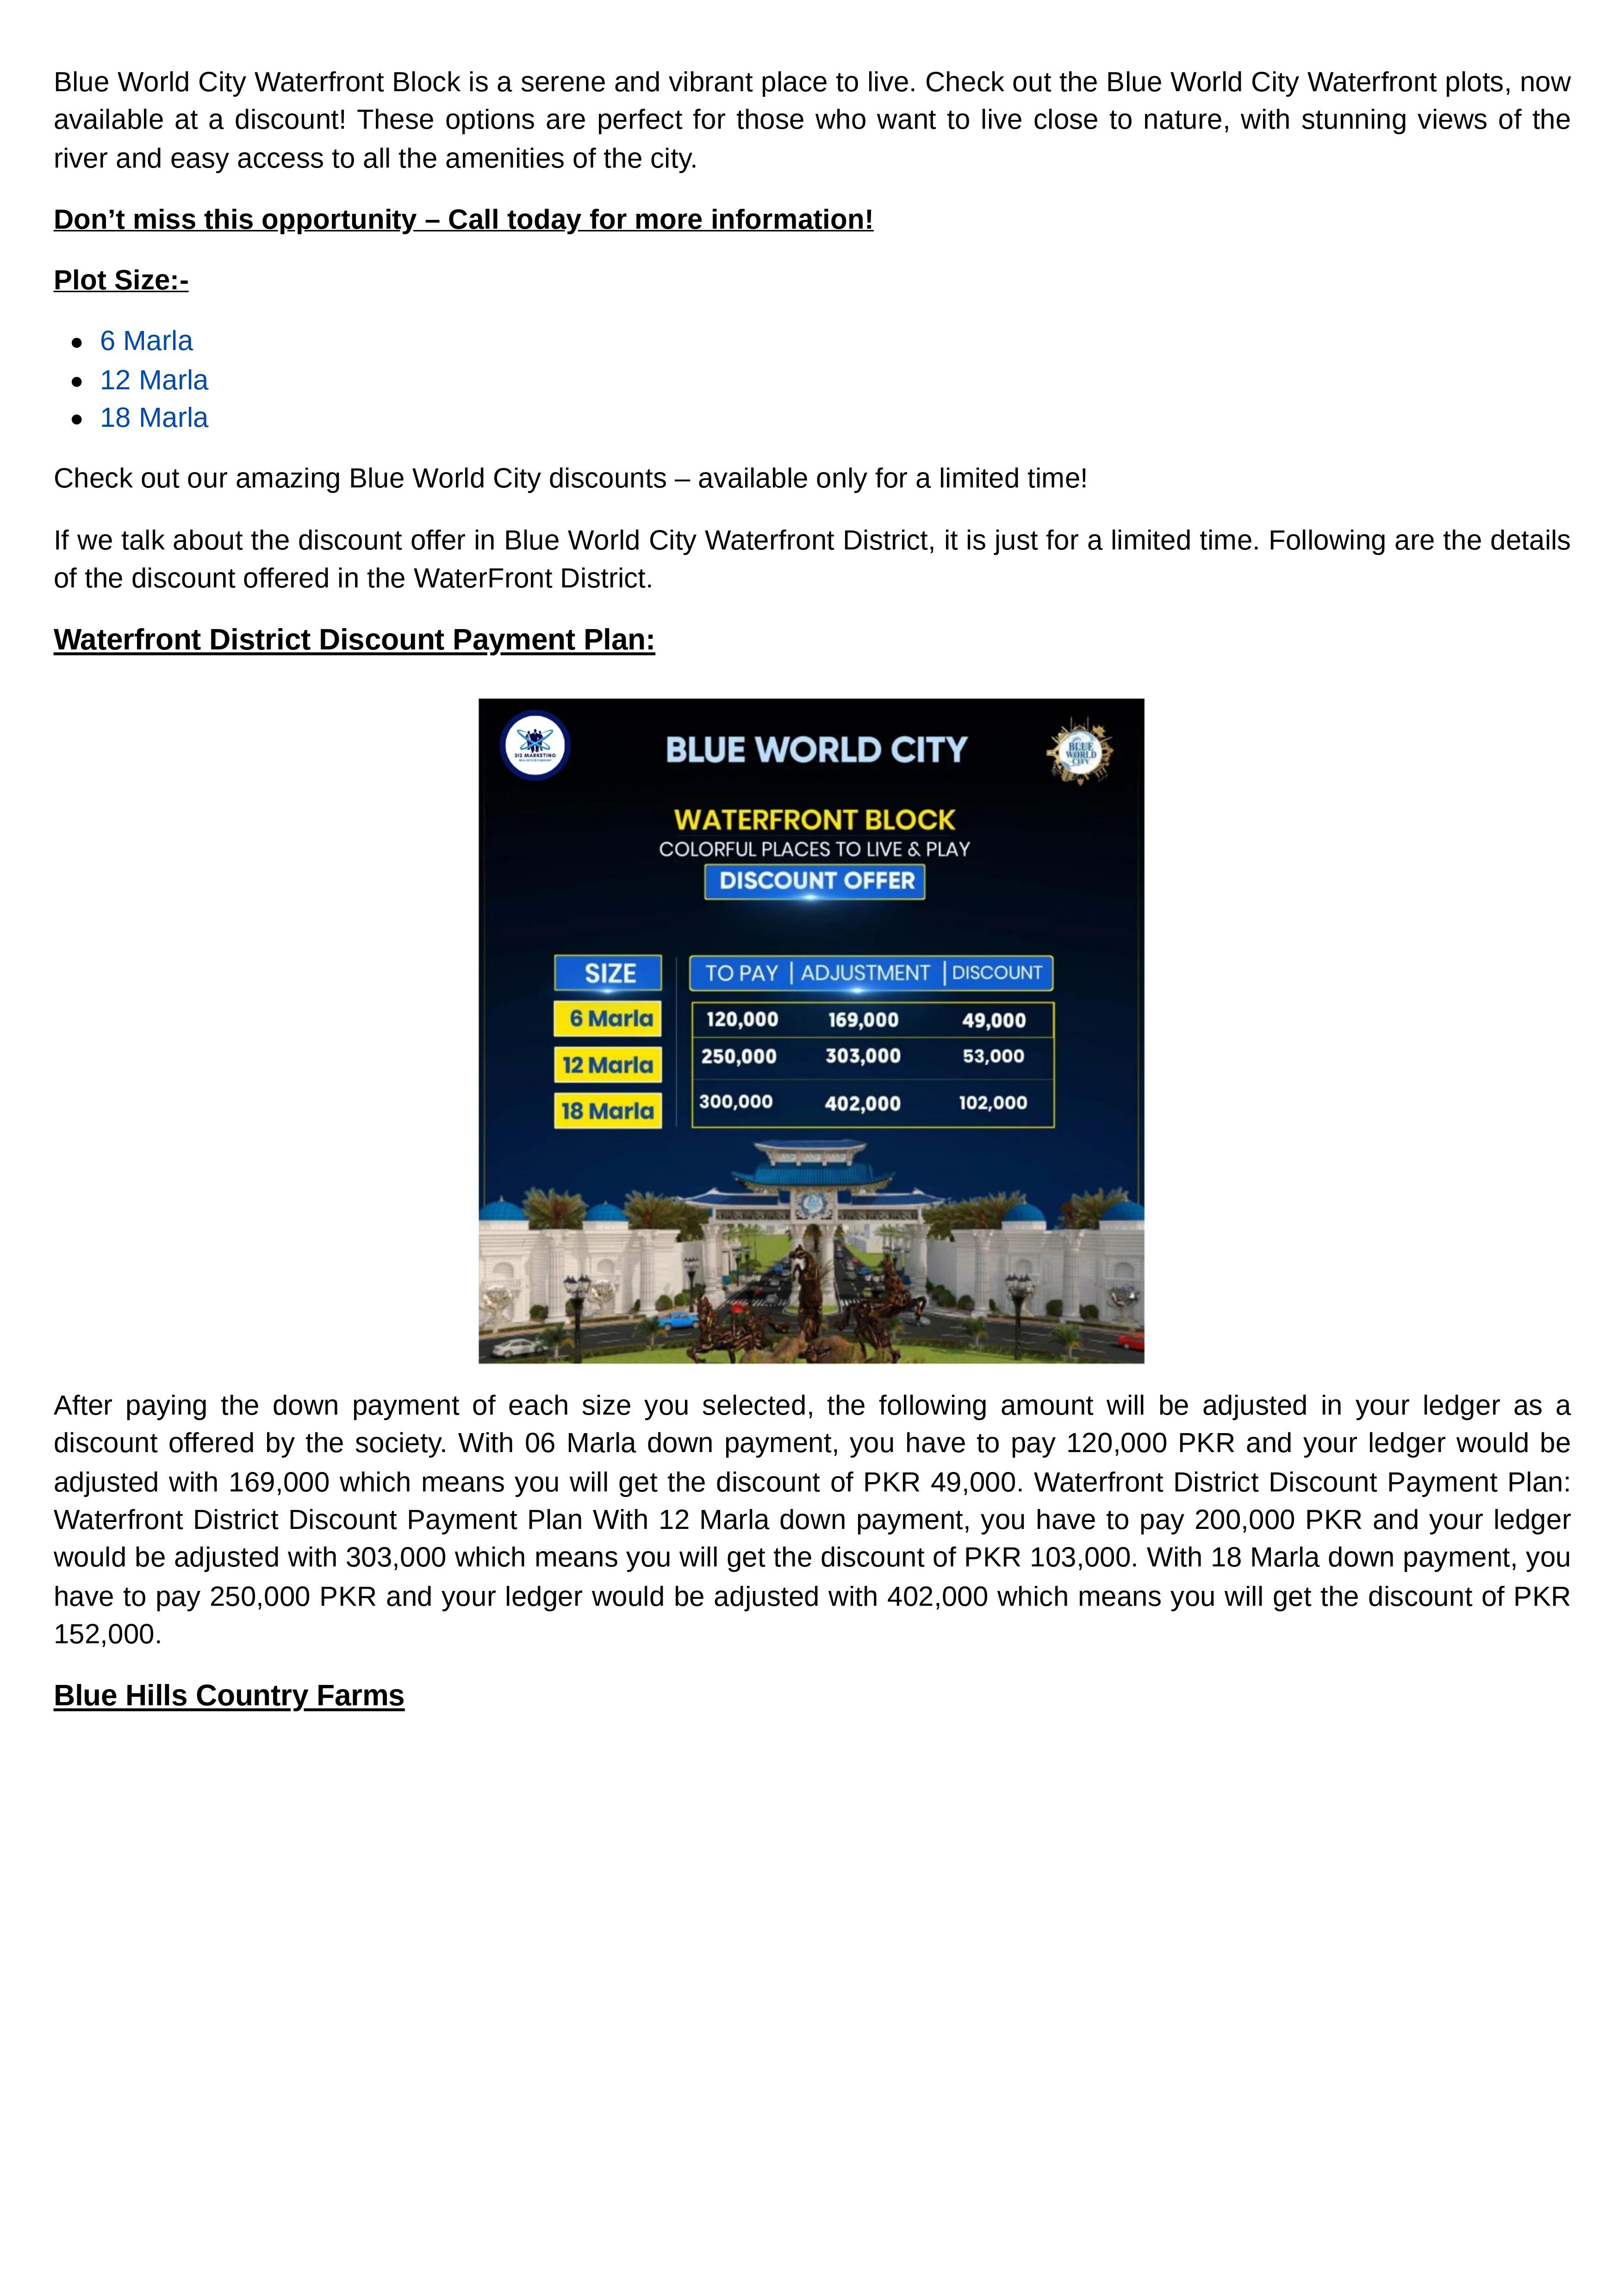 Blue World City Waterfront Block is a serene and vibrant place to live. Check out the Blue World City Waterfront plots, now
available at a discount! These options are perfect for those who want to live close to nature, with stunning views of the
river and easy access to all the amenities of the city.
Don’t miss this opportunity – Call today for more information!
Plot Size:-
6 Marla
12 Marla
18 Marla
Check out our amazing Blue World City discounts – available only for a limited time!
If we talk about the discount offer in Blue World City Waterfront District, it is just for a limited time. Following are the details
of the discount offered in the WaterFront District.
Waterfront District Discount Payment Plan:
312 MARKETING
BLUE WORLD CITY
BLUE
WORLD
CITY
WATERFRONT BLOCK
COLORFUL PLACES TO LIVE & PLAY
DISCOUNT OFFER
SIZE TO PAY | ADJUSTMENT | DISCOUNT
6 Marla 120,000 169,000 49,000
12 Marla 250,000 303,000 53,000
18 Marla 300,000 402,000 102,000
After paying the down payment of each size you selected, the following amount will be adjusted in your ledger as a
discount offered by the society. With 06 Marla down payment, you have to pay 120,000 PKR and your ledger would be
adjusted with 169,000 which means you will get the discount of PKR 49,000. Waterfront District Discount Payment Plan:
Waterfront District Discount Payment Plan With 12 Marla down payment, you have to pay 200,000 PKR and your ledger
would be adjusted with 303,000 which means you will get the discount of PKR 103,000. With 18 Marla down payment, you
have to pay 250,000 PKR and your ledger would be adjusted with 402,000 which means you will get the discount of PKR
152,000.
Blue Hills Country Farms